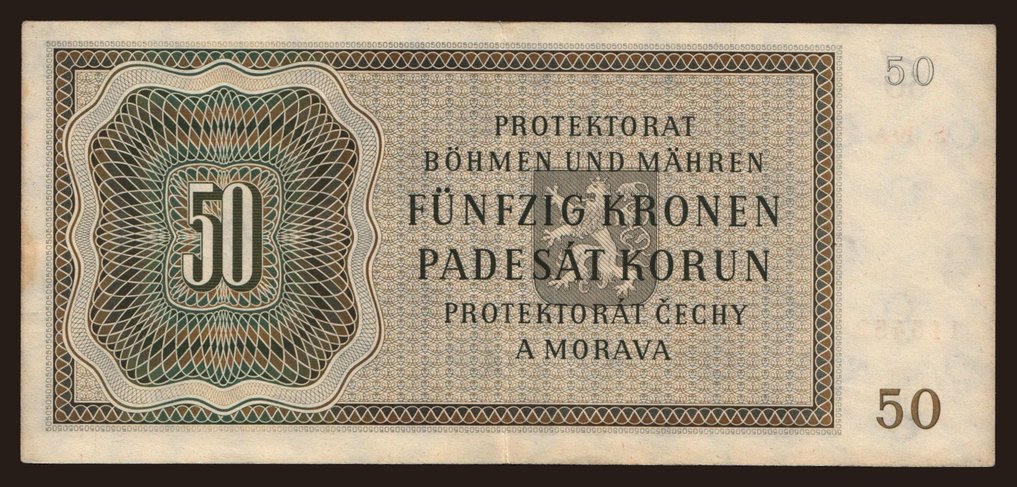 50
PROTEKTORAT
BÖHMEN UND MÄHREN
FÜNFZIG KRONEN
PADESÁT KORUN
PROTEKTORÁT ČECHY
A MORAVA
50
50